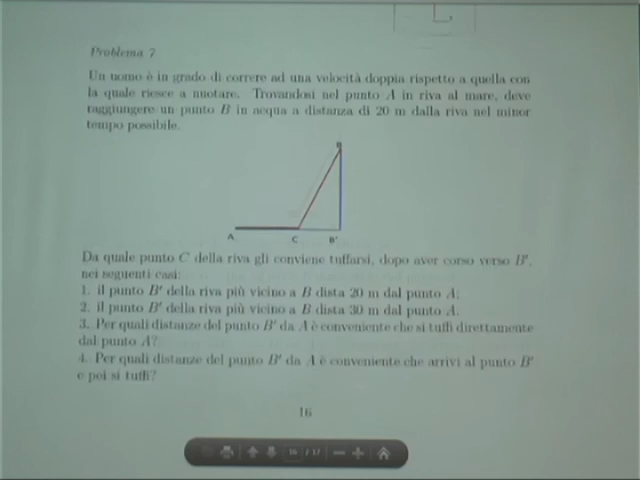 Problema 7
Un uomo è in grado di correre ad una velocità doppia rispetto a quella con
la quale riesce a nuotare. Trovandosi nel punto A in riva al mare, deve
raggiungere un punto B in acqua a distanza di 20 m dalla riva nel minor
tempo possibile.
B
A C B'
Da quale punto C della riva gli conviene tuffarsi, dopo aver corso verso B',
nei seguenti casi:
1. il punto B' della riva più vicino a B dista 20 m dal punto A;
2. il punto B' della riva più vicino a B dista 30 m dal punto A.
3. Per quali distanze del punto B' da A è conveniente che si tuffi direttamente
dal punto A?
4. Per quali distanze del punto B' da A è conveniente che arrivi al punto B'
e poi si tuffi?
16
16 / 17